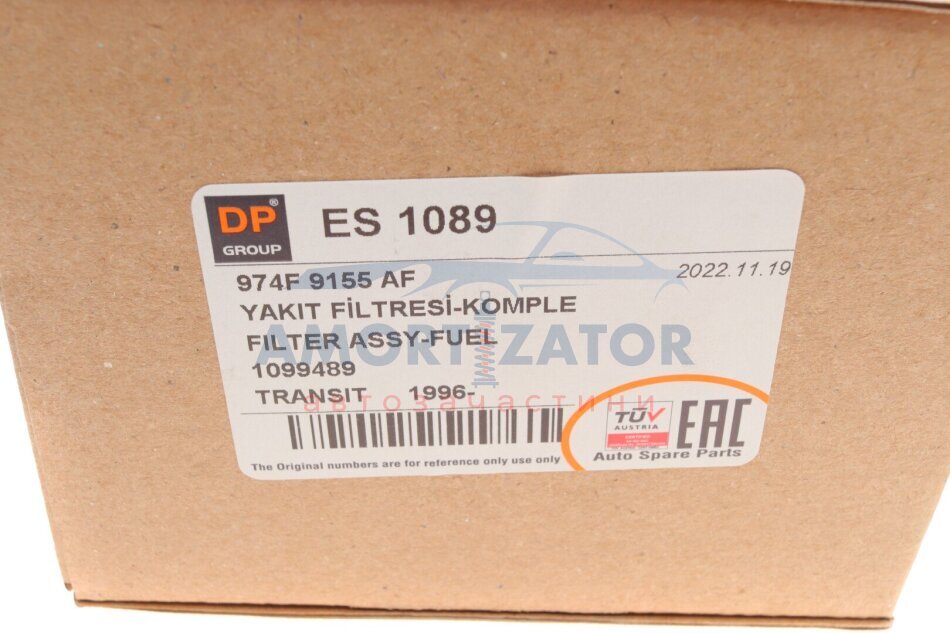 DP®
GROUP
ES 1089
2022.11.19
974F 9155 AF
YAKIT FİLTRESİ-KOMPLE
FILTER ASSY-FUEL
1099489
TRANSIT 1996-
AMORTIZATOR
автозачастини
TÜV
AUSTRIA
EAC
Auto Spare Parts
The Original numbers are for reference only use only